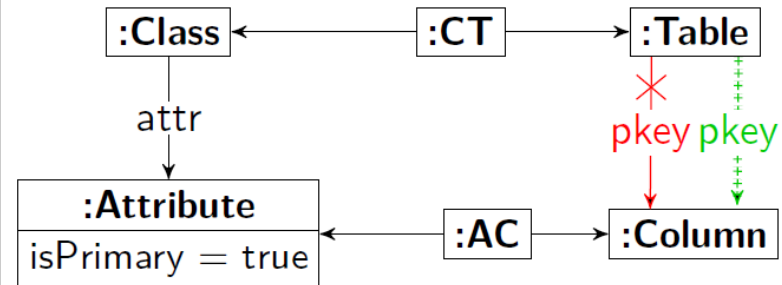 :Class
:CT
:Table
attr
pkey
pkey
:Attribute
isPrimary = true
:AC
:Column